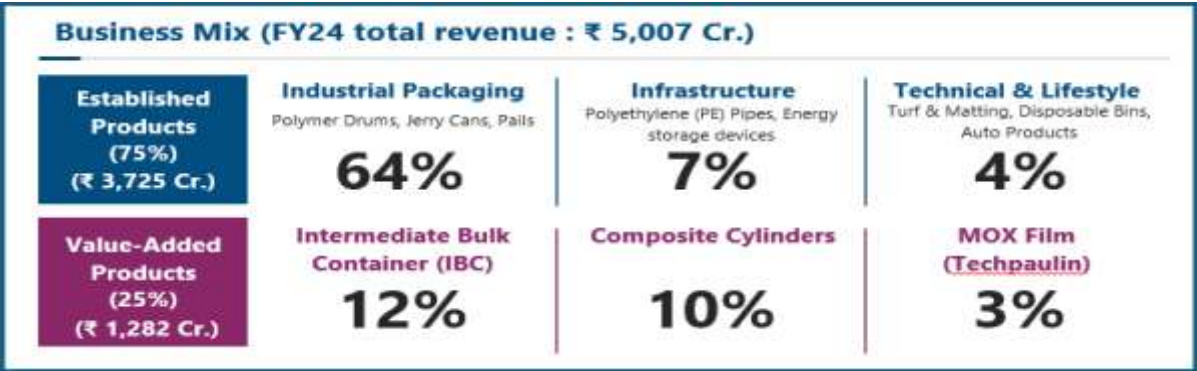 Business Mix (FY24 total revenue : ₹ 5,007 Cr.)
Established
Products
(75%)
(₹ 3,725 Cr.)
Industrial Packaging
Polymer Drums, Jerry Cans, Pails
64%
Infrastructure
Polyethylene (PE) Pipes, Energy
storage devices
7%
Technical & Lifestyle
Turf & Matting, Disposable Bins,
Auto Products
4%
Value-Added
Products
(25%)
(₹ 1,282 Cr.)
Intermediate Bulk
Container (IBC)
12%
Composite Cylinders
10%
MOX Film
(Techpaulin)
3%